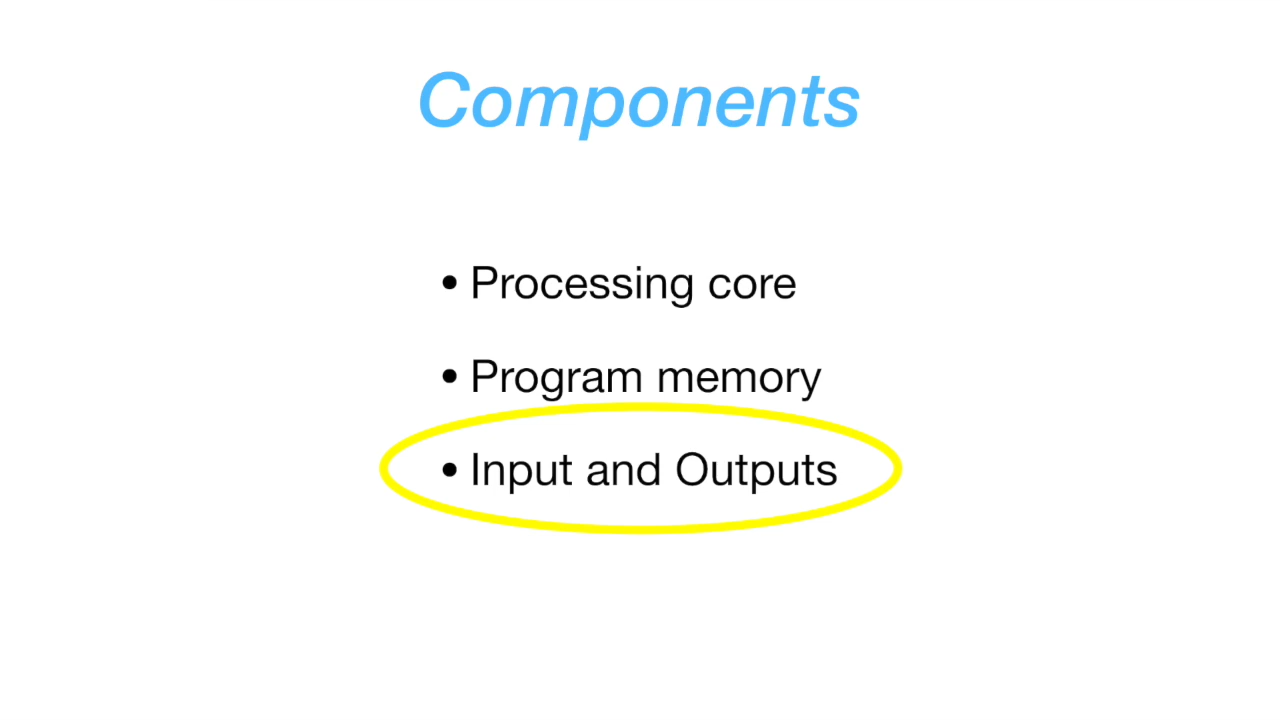 Components
• Processing core
• Program memory
• Input and Outputs